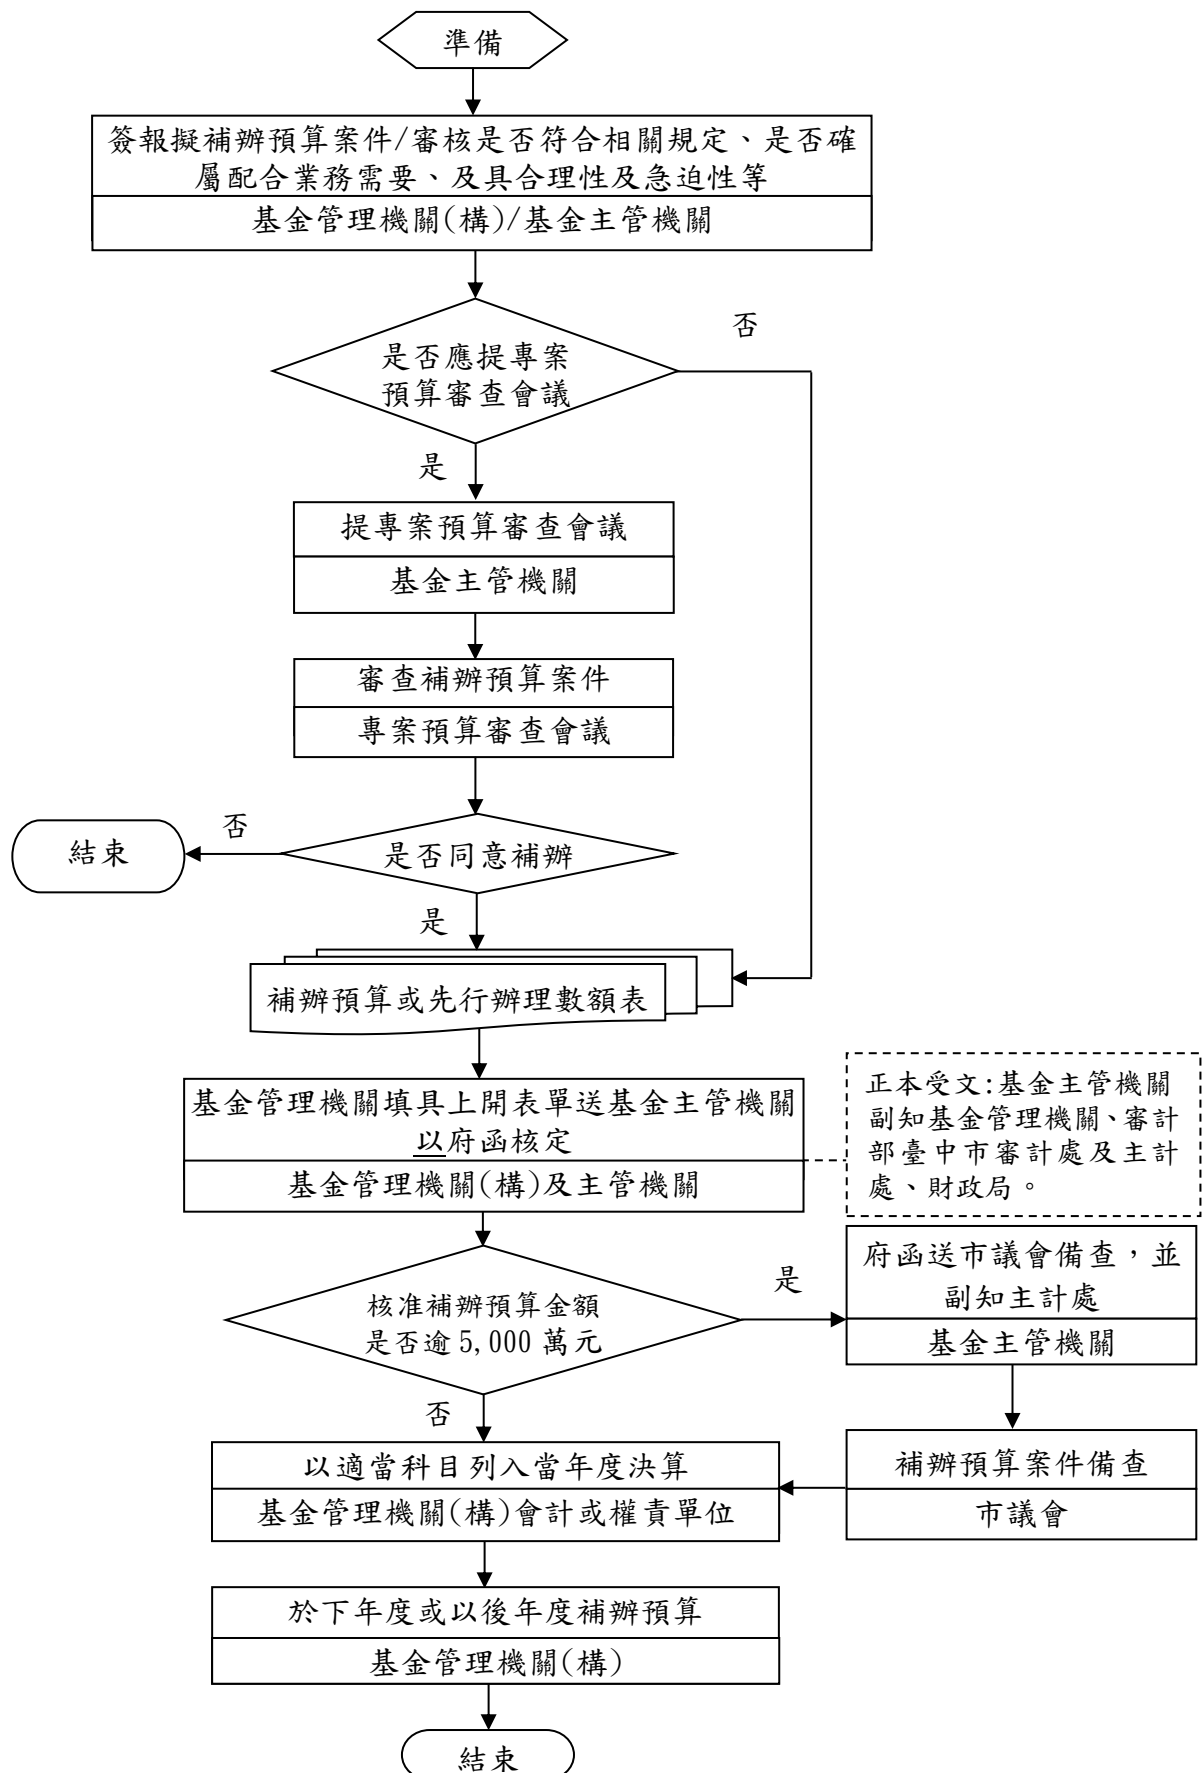 準備
簽報擬補辦預算案件/審核是否符合相關規定、是否確
屬配合業務需要、及具合理性及急迫性等
基金管理機關(構)/基金主管機關
否
是否應提專案
預算審查會議
是
提專案預算審查會議
基金主管機關
審查補辦預算案件
專案預算審查會議
否
結束
是否同意補辦
是
補辦預算或先行辦理數額表
基金管理機關填具上開表單送基金主管機關
以府函核定
基金管理機關(構)及主管機關
正本受文:基金主管機關
副知基金管理機關、審計
部臺中市審計處及主計
處、財政局。
核准補辦預算金額
是否逾5,000萬元
是
府函送市議會備查，並
副知主計處
基金主管機關
否
以適當科目列入當年度決算
基金管理機關(構)會計或權責單位
補辦預算案件備查
市議會
於下年度或以後年度補辦預算
基金管理機關(構)
結束